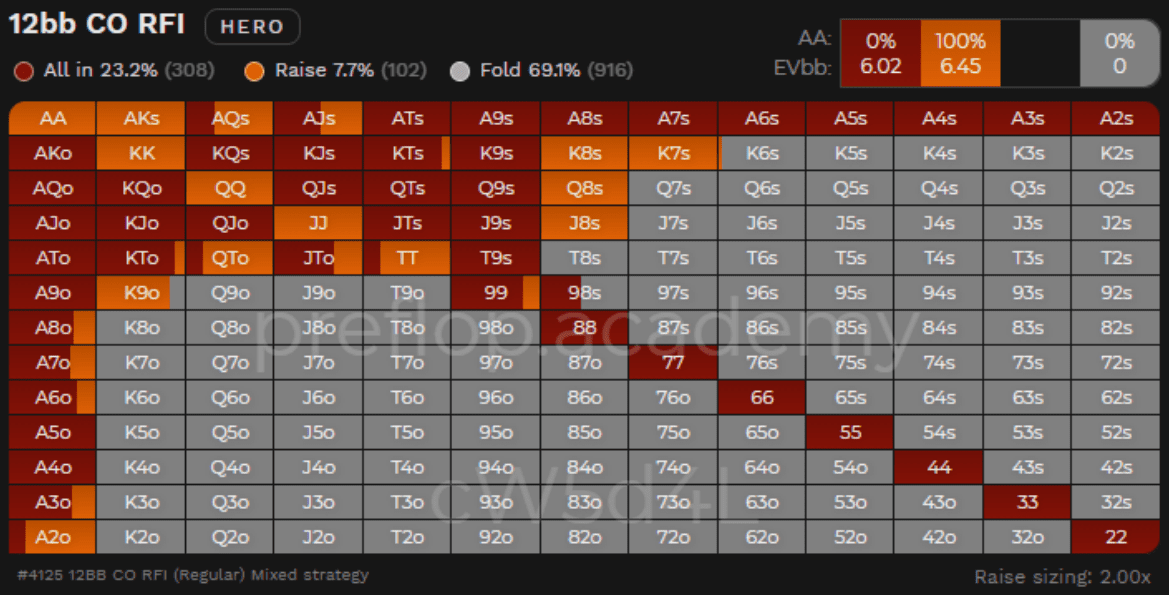 12bb CO RFI HERO
All in 23.2% (308) Raise 7.7% (102) Fold 69.1% (916)
AA: 0% 100% 0%
EVbb: 6.02 6.45 0
AA AKs AQs AJs ATs A9s A8s A7s A6s A5s A4s A3s A2s
AKo KK KQs KJs KTs K9s K8s K7s K6s K5s K4s K3s K2s
AQo KQo QQ QJs QTs Q9s Q8s Q7s Q6s Q5s Q4s Q3s Q2s
AJo KJo QJo JJ JTs J9s J8s J7s J6s J5s J4s J3s J2s
ATo KTo QTo JTo TT T9s T8s T7s T6s T5s T4s T3s T2s
A9o K9o Q9o J9o T9o 99 98s 97s 96s 95s 94s 93s 92s
A8o K8o Q8o J8o T8o 98o 88 87s 86s 85s 84s 83s 82s
A7o K7o Q7o J7o T7o 97o 87o 77 76s 75s 74s 73s 72s
A6o K6o Q6o J6o T6o 96o 86o 76o 66 65s 64s 63s 62s
A5o K5o Q5o J5o T5o 95o 85o 75o 65o 55 54s 53s 52s
A4o K4o Q4o J4o T4o 94o 84o 74o 64o 54o 44 43s 42s
A3o K3o Q3o J3o T3o 93o 83o 73o 63o 53o 43o 33 32s
A2o K2o Q2o J2o T2o 92o 82o 72o 62o 52o 42o 32o 22
preflop.academy
cW5d4L
#4125 12BB CO RFI (Regular) Mixed strategy
Raise sizing: 2.00x